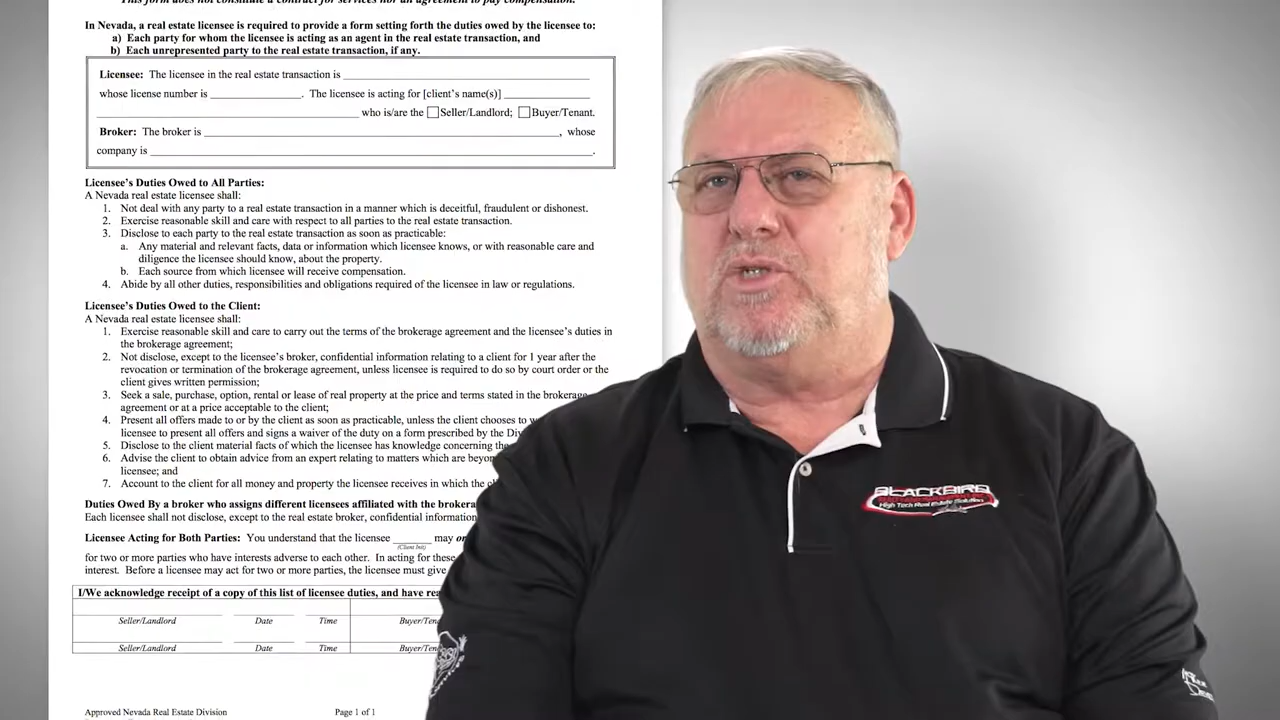 This form does not constitute a contract for services nor an agreement to pay compensation.
In Nevada, a real estate licensee is required to provide a form setting forth the duties owed by the licensee to:
a) Each party for whom the licensee is acting as an agent in the real estate transaction, and
b) Each unrepresented party to the real estate transaction, if any.
Licensee: The licensee in the real estate transaction is
whose license number is . The licensee is acting for [client's name(s)]
who is/are the Seller/Landlord; Buyer/Tenant.
Broker: The broker is , whose
company is .
Licensee's Duties Owed to All Parties:
A Nevada real estate licensee shall:
1. Not deal with any party to a real estate transaction in a manner which is deceitful, fraudulent or dishonest.
2. Exercise reasonable skill and care with respect to all parties to the real estate transaction.
3. Disclose to each party to the real estate transaction as soon as practicable:
a. Any material and relevant facts, data or information which licensee knows, or with reasonable care and
diligence the licensee should know, about the property.
b. Each source from which licensee will receive compensation.
4. Abide by all other duties, responsibilities and obligations required of the licensee in law or regulations.
Licensee's Duties Owed to the Client:
A Nevada real estate licensee shall:
1. Exercise reasonable skill and care to carry out the terms of the brokerage agreement and the licensee's duties in
the brokerage agreement;
2. Not disclose, except to the licensee's broker, confidential information relating to a client for 1 year after the
revocation or termination of the brokerage agreement, unless licensee is required to do so by court order or the
client gives written permission;
3. Seek a sale, purchase, option, rental or lease of real property at the price and terms stated in the brokerage
agreement or at a price acceptable to the client;
4. Present all offers made to or by the client as soon as practicable, unless the client chooses to
licensee to present all offers and signs a waiver of the duty on a form prescribed by the
5. Disclose to the client material facts of which the licensee has knowledge concerning the
6. Advise the client to obtain advice from an expert relating to matters which are
licensee; and
7. Account to the client for all money and property the licensee receives in which the
Duties Owed By a broker who assigns different licensees affiliated with the
Each licensee shall not disclose, except to the real estate broker, confidential information
Licensee Acting for Both Parties: You understand that the licensee may
(Client Init)
for two or more parties who have interests adverse to each other. In acting for these
interest. Before a licensee may act for two or more parties, the licensee must give
I/We acknowledge receipt of a copy of this list of licensee duties, and have
Seller/Landlord Date Time
Seller/Landlord Date Time
Approved Nevada Real Estate Division Page 1 of 1
BLACKBIRD
High Tech Real Estate Solution